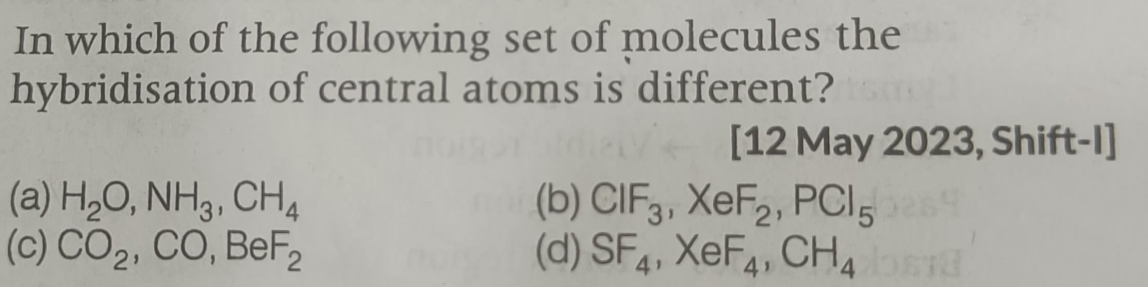 In which of the following set of molecules the
hybridisation of central atoms is different?
[12 May 2023, Shift-I]
(a) H₂O, NH₃, CH₄ (b) ClF₃, XeF₂, PCl₅
(c) CO₂, CO, BeF₂ (d) SF₄, XeF₄, CH₄